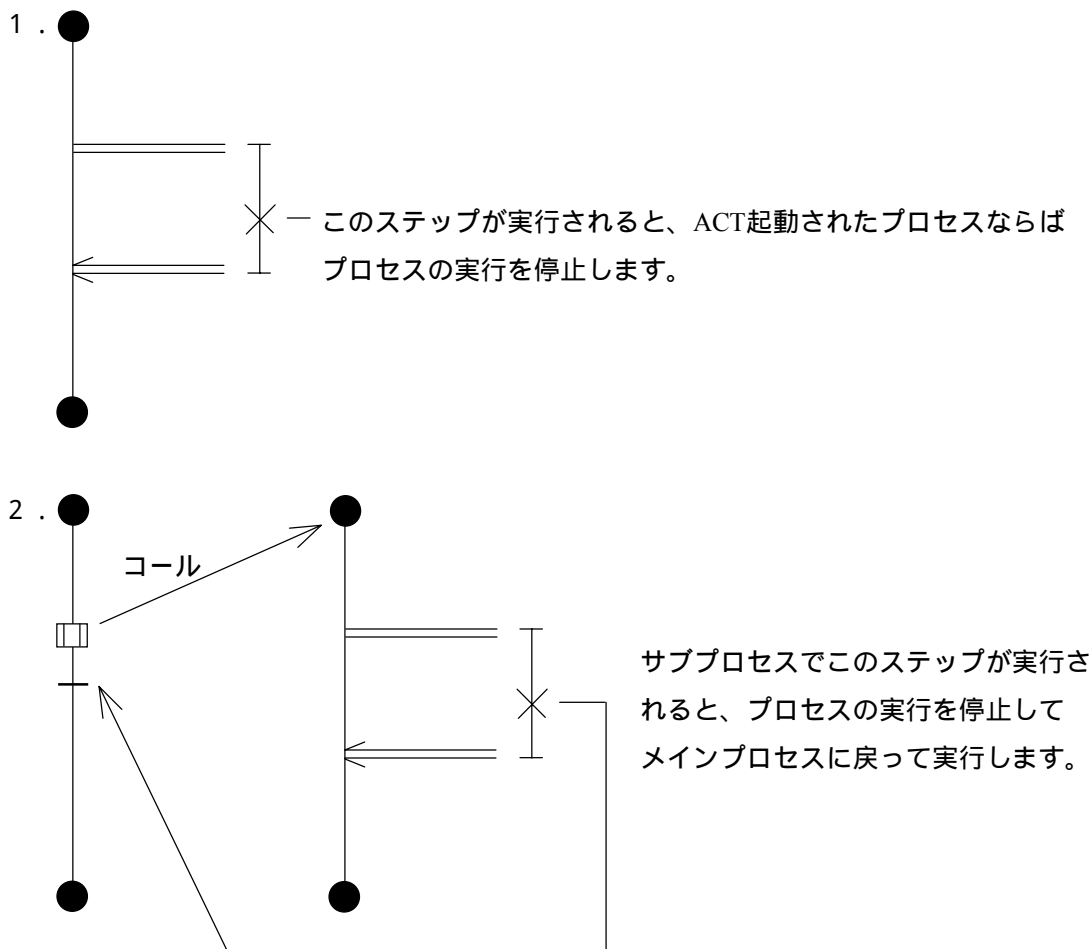 1．
このステップが実行されると、ACT起動されたプロセスならば
プロセスの実行を停止します。
2．
コール
サブプロセスでこのステップが実行さ
れると、プロセスの実行を停止して
メインプロセスに戻って実行します。